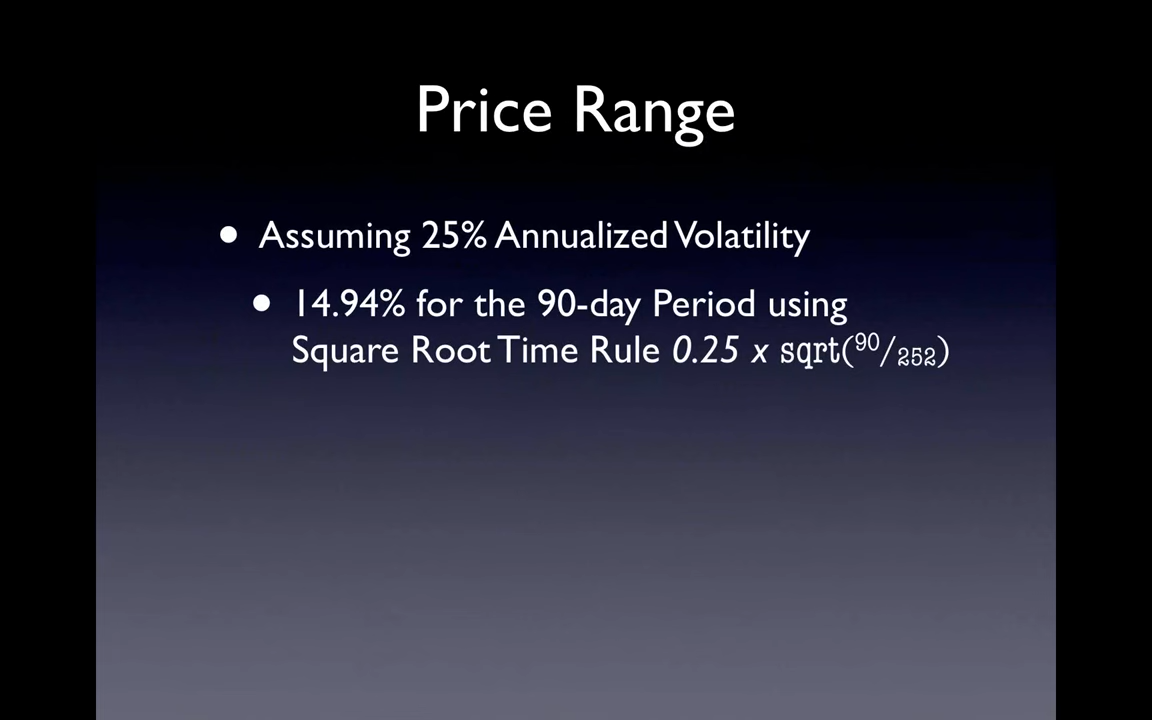 Price Range
• Assuming 25% Annualized Volatility
• 14.94% for the 90-day Period using
Square Root Time Rule 0.25 x sqrt(90/252)